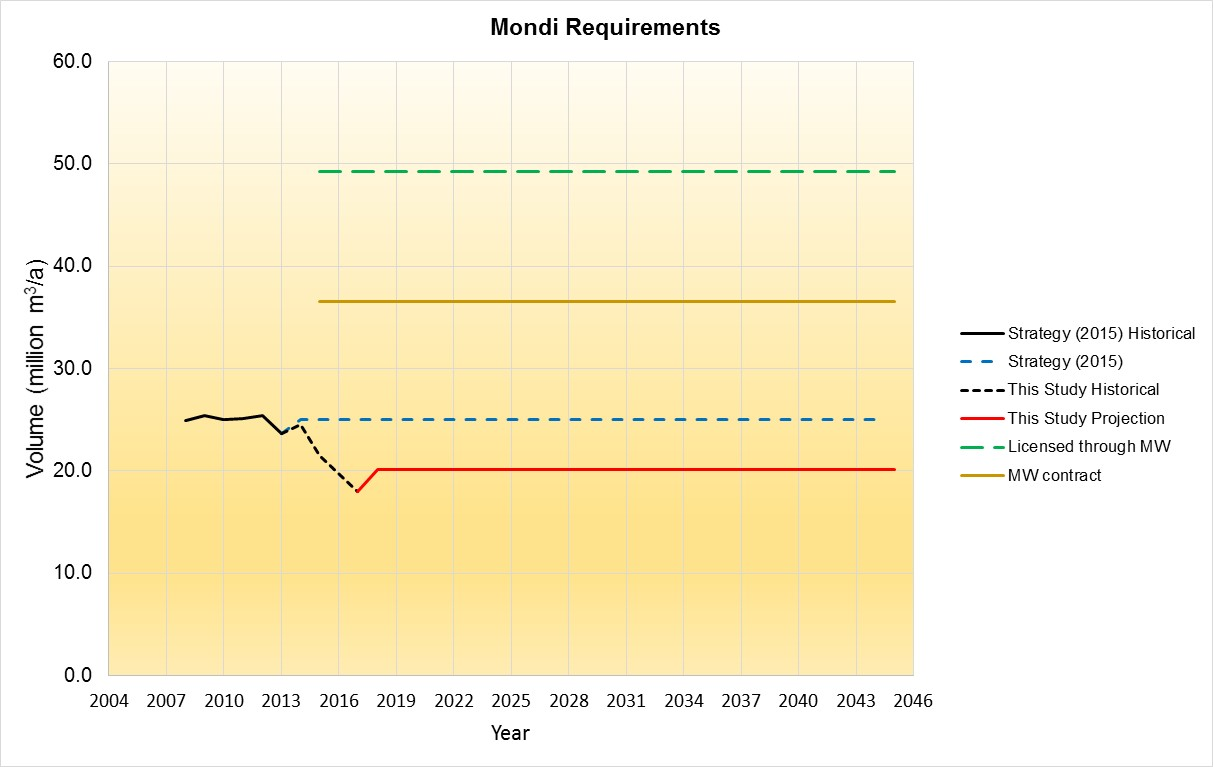 Mondi Requirements
60.0
50.0
40.0
30.0
20.0
10.0
0.0
Volume (million m³/a)
2004 2007 2010 2013 2016 2019 2022 2025 2028 2031 2034 2037 2040 2043 2046
Year
Strategy (2015) Historical
Strategy (2015)
This Study Historical
This Study Projection
Licensed through MW
MW contract